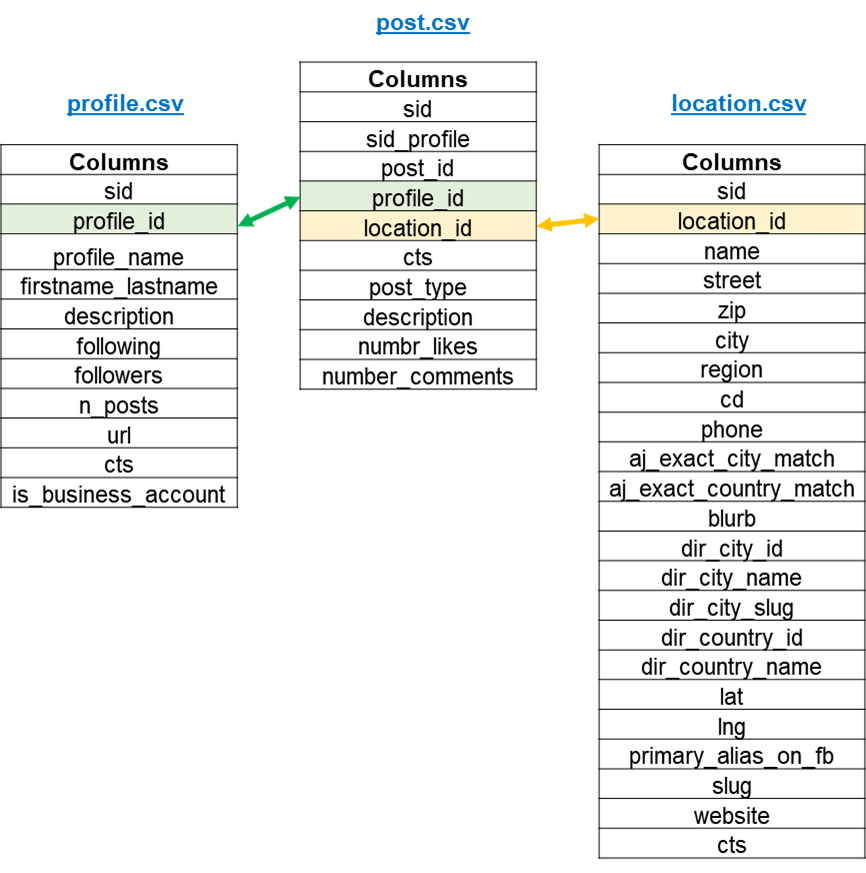 post.csv
Columns
sid
sid_profile
post_id
profile_id
location_id
cts
post_type
description
numbr_likes
number_comments
profile.csv
Columns
sid
profile_id
profile_name
firstname_lastname
description
following
followers
n_posts
url
cts
is_business_account
location.csv
Columns
sid
location_id
name
street
zip
city
region
cd
phone
aj_exact_city_match
aj_exact_country_match
blurb
dir_city_id
dir_city_name
dir_city_slug
dir_country_id
dir_country_name
lat
lng
primary_alias_on_fb
slug
website
cts